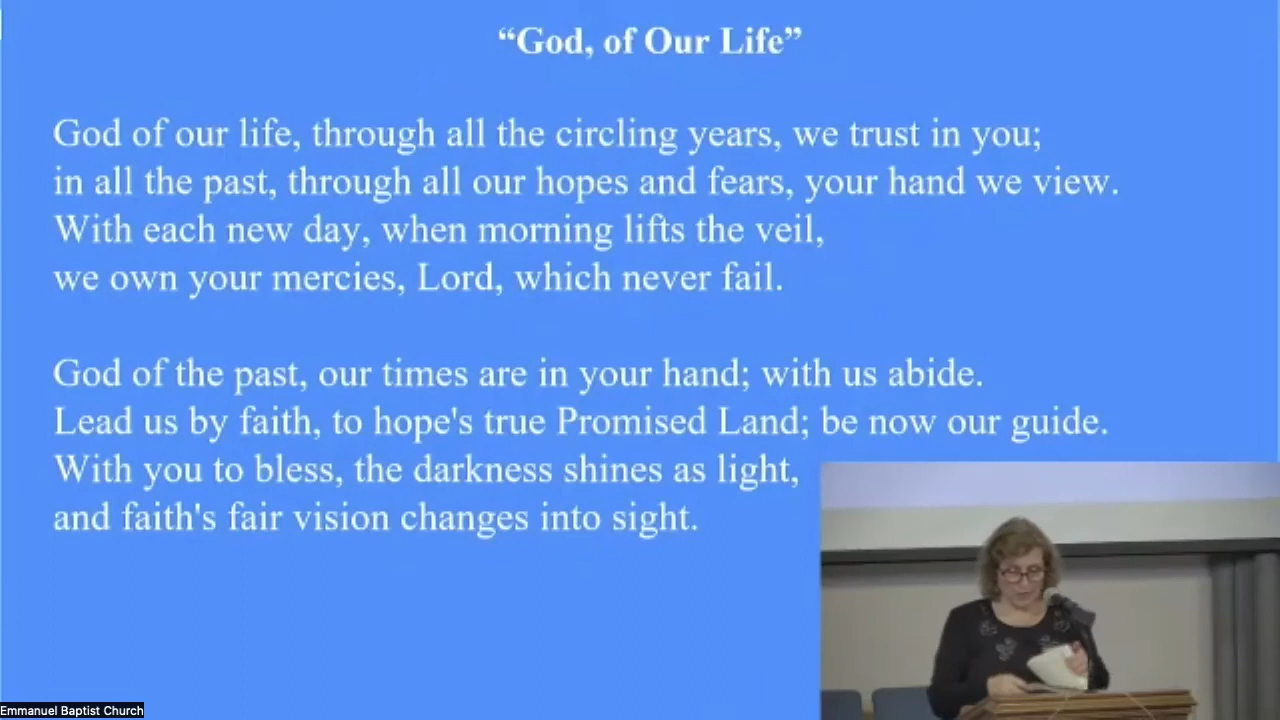 “God, of Our Life”
God of our life, through all the circling years, we trust in you;
in all the past, through all our hopes and fears, your hand we view.
With each new day, when morning lifts the veil,
we own your mercies, Lord, which never fail.
God of the past, our times are in your hand; with us abide.
Lead us by faith, to hope's true Promised Land; be now our guide.
With you to bless, the darkness shines as light,
and faith's fair vision changes into sight.
Emmanuel Baptist Church